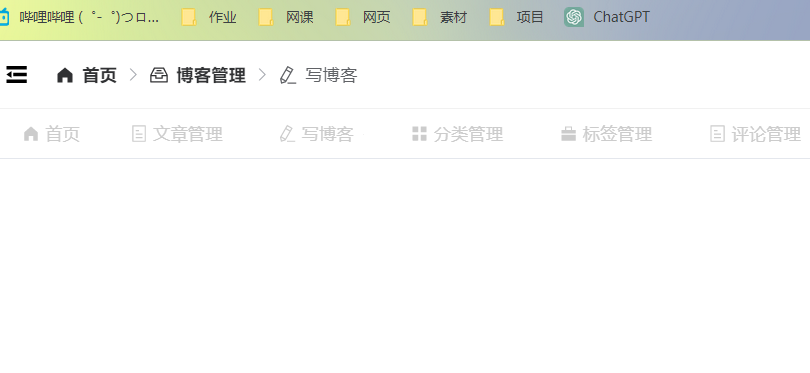 哔哩哔哩 (゜-゜)つロ... 作业 网课 网页 素材 项目 ChatGPT
首页 > 博客管理 > 写博客
首页 文章管理 写博客 分类管理 标签管理 评论管理